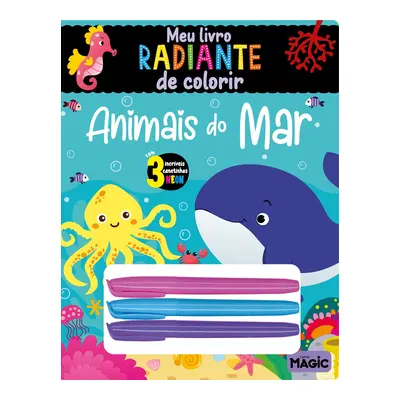 Meu livro
RADIANTE
de colorir
Animais do Mar
com
3 incríveis
canetinhas
NEON
MAGIC